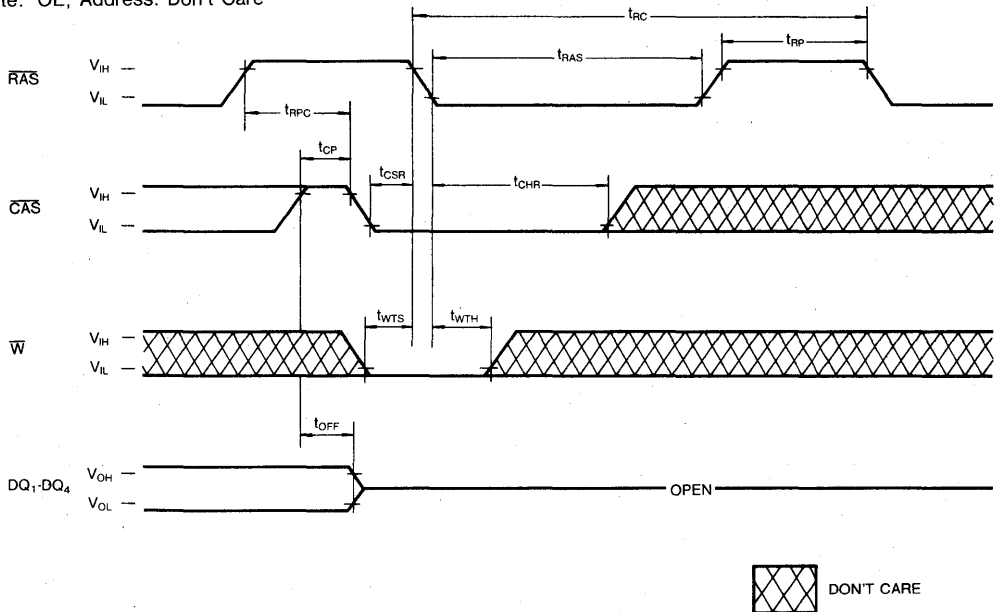 te: OE, Address: Don't Care
tRC
tRAS
tRP
RAS
VIH
VIL
tRPC
tCP
tCSR
tCHR
CAS
VIH
VIL
tWTS
tWTH
W
VIH
VIL
tOFF
DQ1-DQ4
VOH
VOL
OPEN
DON'T CARE